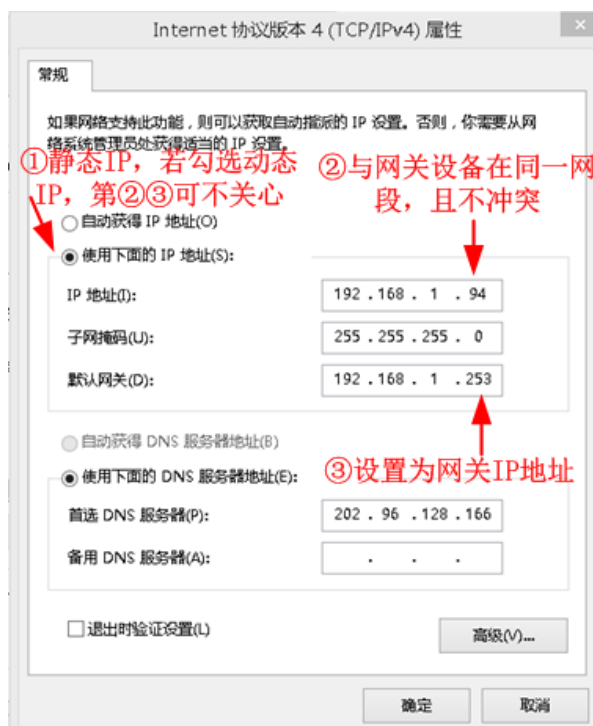 Internet 协议版本 4 (TCP/IPv4) 属性
常规
如果网络支持此功能，则可以获取自动指派的 IP 设置。否则，你需要从网
络系统管理员处获得适当的 IP 设置。
①静态IP，若勾选动态
IP，第②③可不关心
②与网关设备在同一网
段，且不冲突
自动获得 IP 地址(O)
使用下面的 IP 地址(S):
IP 地址(I):
192 . 168 . 1 . 94
子网掩码(U):
255 . 255 . 255 . 0
默认网关(D):
192 . 168 . 1 . 253
自动获得 DNS 服务器地址(B)
③设置为网关IP地址
使用下面的 DNS 服务器地址(E):
首选 DNS 服务器(P):
202 . 96 . 128 . 166
备用 DNS 服务器(A):
. . .
退出时验证设置(L)
高级(V)...
确定
取消